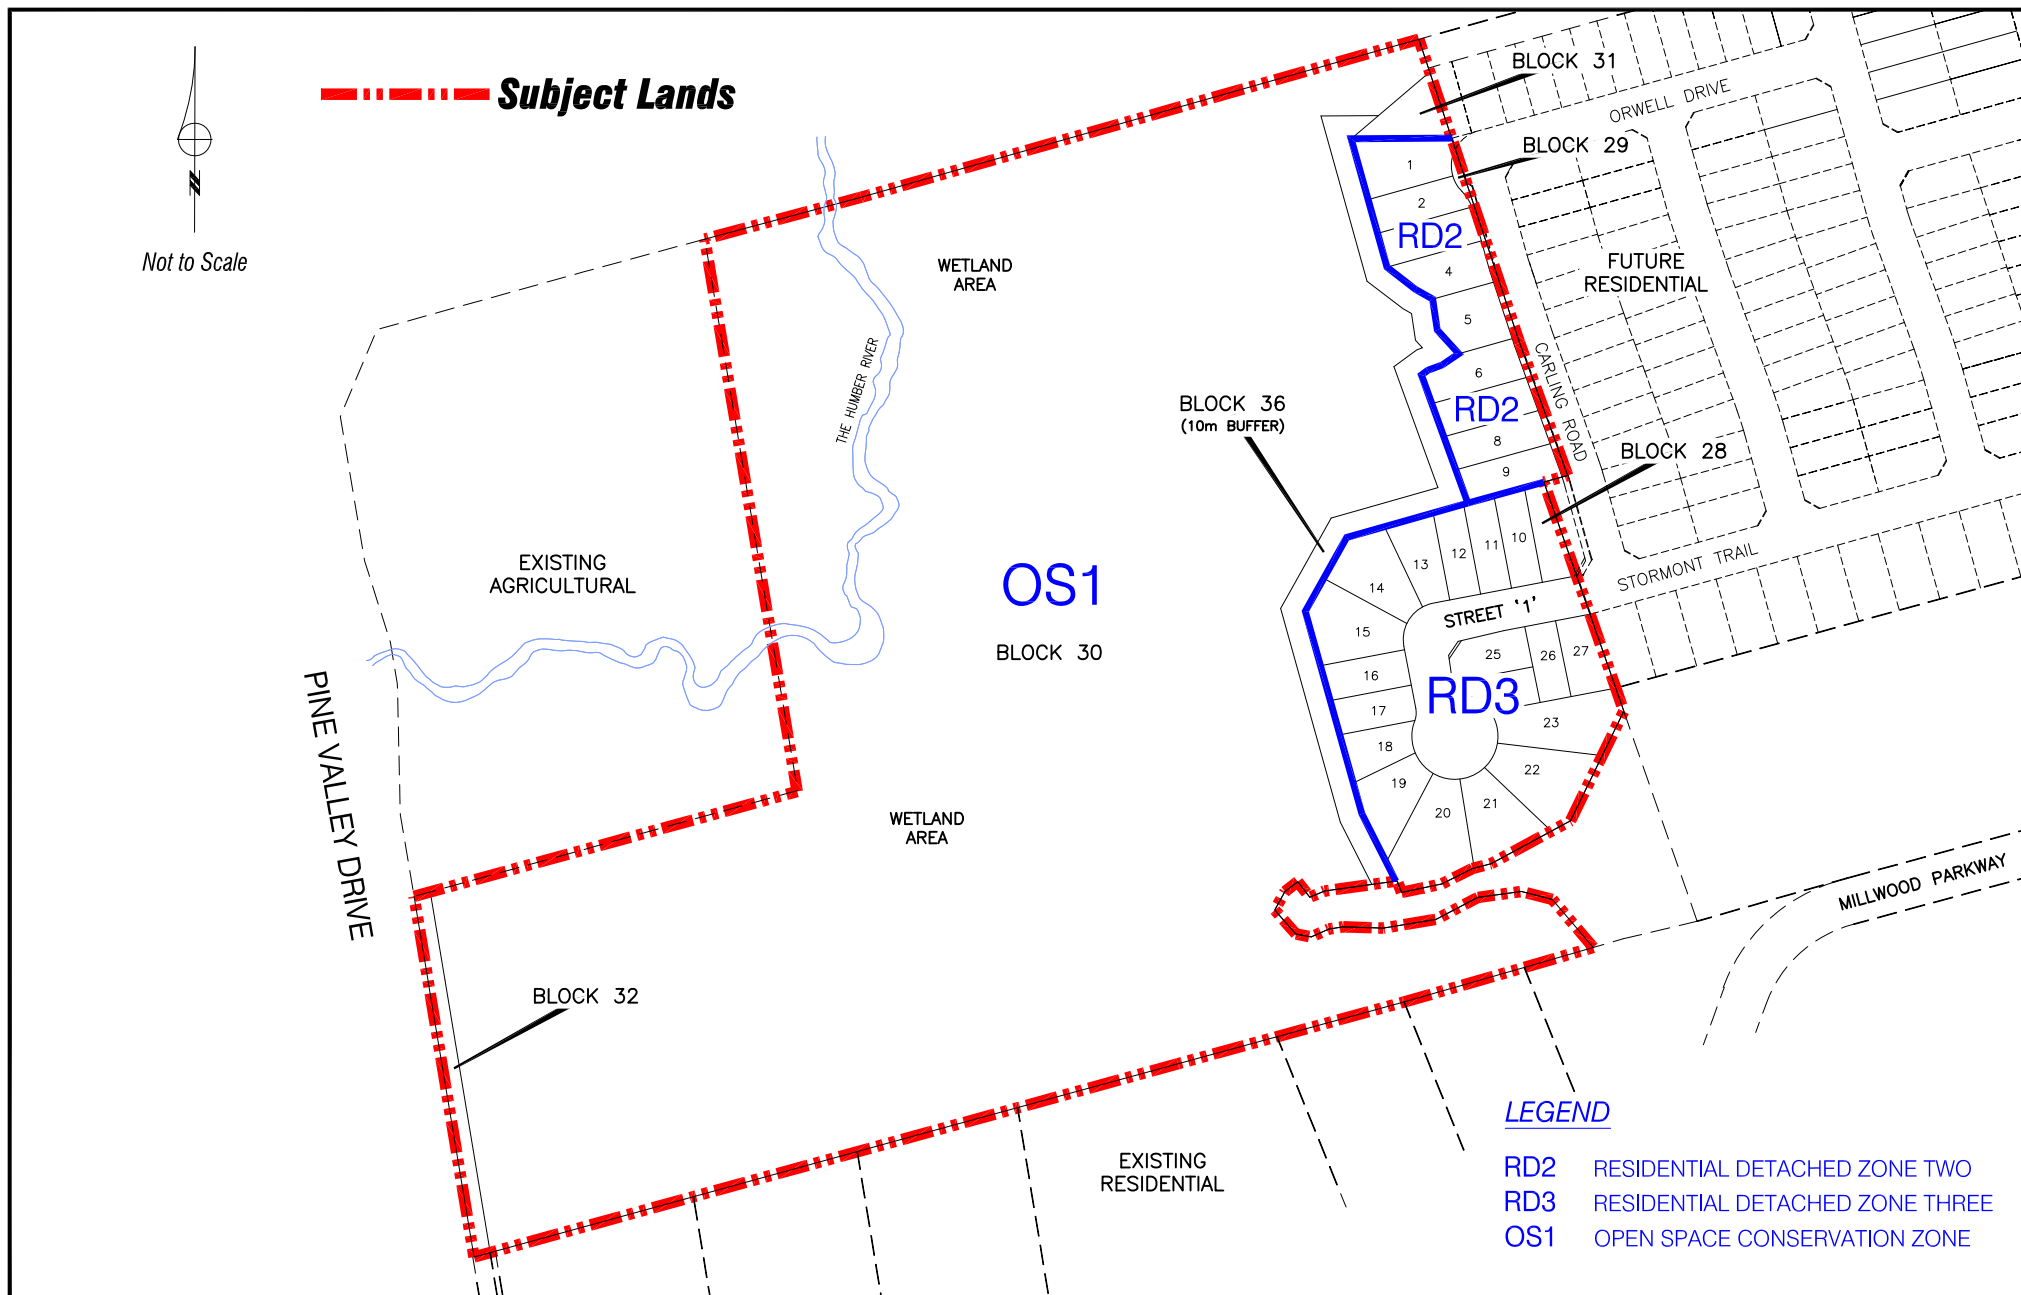 Subject Lands
Not to Scale
BLOCK 31
ORWELL DRIVE
BLOCK 29
1
2
RD2
4
5
6
RD2
8
9
FUTURE
RESIDENTIAL
CARLING ROAD
WETLAND
AREA
THE HUMBER RIVER
BLOCK 36
(10m BUFFER)
BLOCK 28
STORMONT TRAIL
EXISTING
AGRICULTURAL
OS1
BLOCK 30
10
11
12
13
14
15
16
17
18
19
20
21
22
23
25
26
27
STREET '1'
RD3
PINE VALLEY DRIVE
WETLAND
AREA
MILLWOOD PARKWAY
BLOCK 32
EXISTING
RESIDENTIAL
LEGEND
RD2 RESIDENTIAL DETACHED ZONE TWO
RD3 RESIDENTIAL DETACHED ZONE THREE
OS1 OPEN SPACE CONSERVATION ZONE